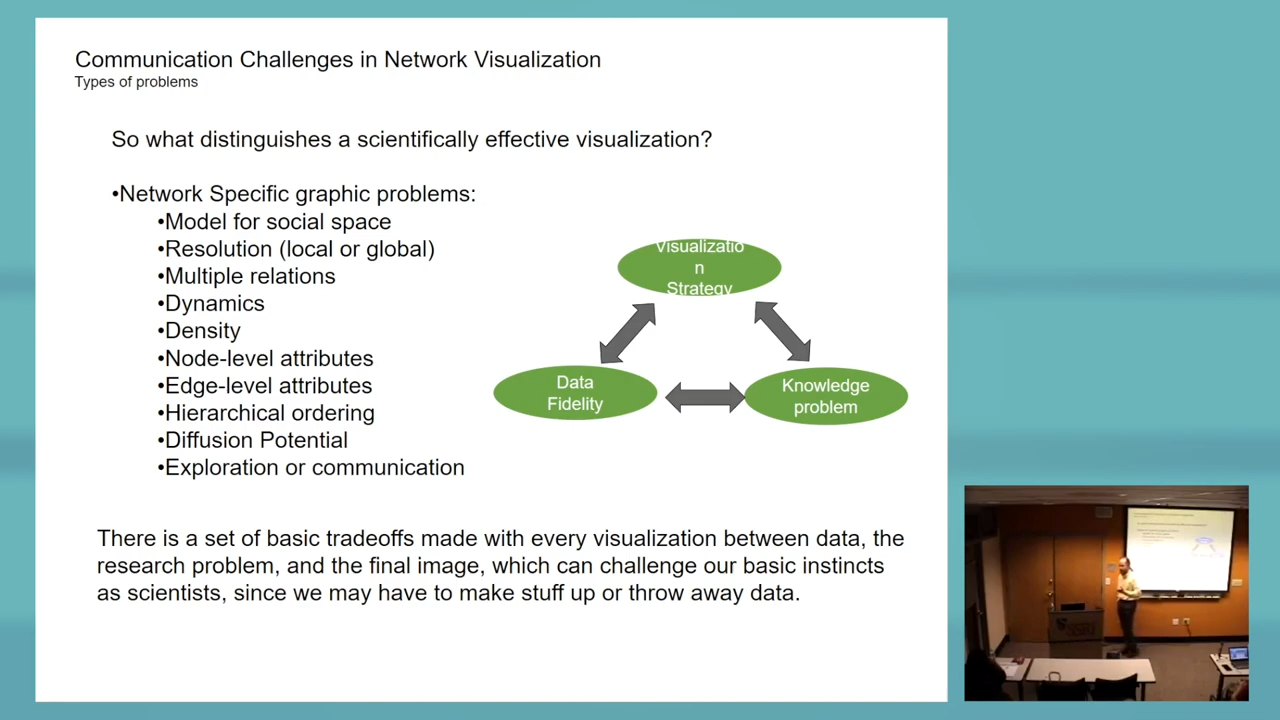 Communication Challenges in Network Visualization
Types of problems
So what distinguishes a scientifically effective visualization?
•Network Specific graphic problems:
•Model for social space
•Resolution (local or global)
•Multiple relations
•Dynamics
•Density
•Node-level attributes
•Edge-level attributes
•Hierarchical ordering
•Diffusion Potential
•Exploration or communication
Visualizatio
n
Strategy
Data
Fidelity
Knowledge
problem
There is a set of basic tradeoffs made with every visualization between data, the
research problem, and the final image, which can challenge our basic instincts
as scientists, since we may have to make stuff up or throw away data.